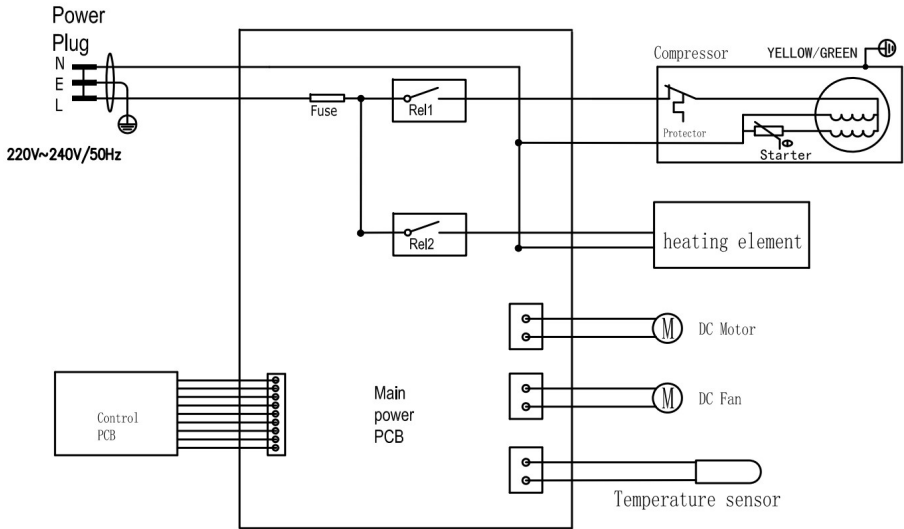 Power
Plug
N
E
L
220V~240V/50Hz
Fuse
Rel1
Rel2
Compressor
YELLOW/GREEN
Protector
Starter
heating element
M
DC Motor
M
DC Fan
Temperature sensor
Control
PCB
Main
power
PCB